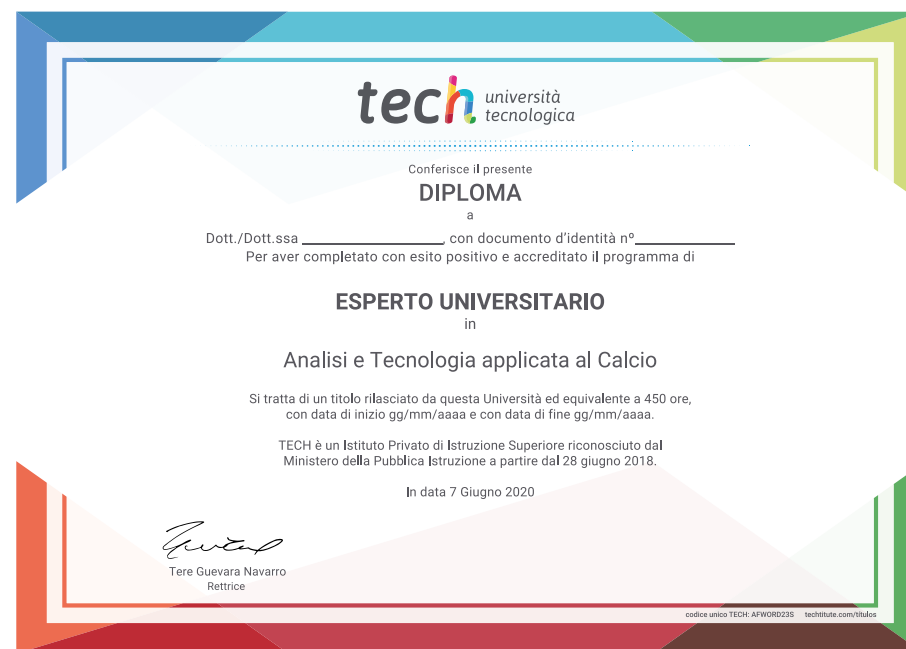 tech università
tecnologica
Conferisce il presente
DIPLOMA
a
Dott./Dott.ssa ________________, con documento d'identità nº____________
Per aver completato con esito positivo e accreditato il programma di
ESPERTO UNIVERSITARIO
in
Analisi e Tecnologia applicata al Calcio
Si tratta di un titolo rilasciato da questa Università ed equivalente a 450 ore,
con data di inizio gg/mm/aaaa e con data di fine gg/mm/aaaa.
TECH è un Istituto Privato di Istruzione Superiore riconosciuto dal
Ministero della Pubblica Istruzione a partire dal 28 giugno 2018.
In data 7 Giugno 2020
Tere Guevara Navarro
Rettrice
codice unico TECH: AFWORD23S techtitute.com/titulos